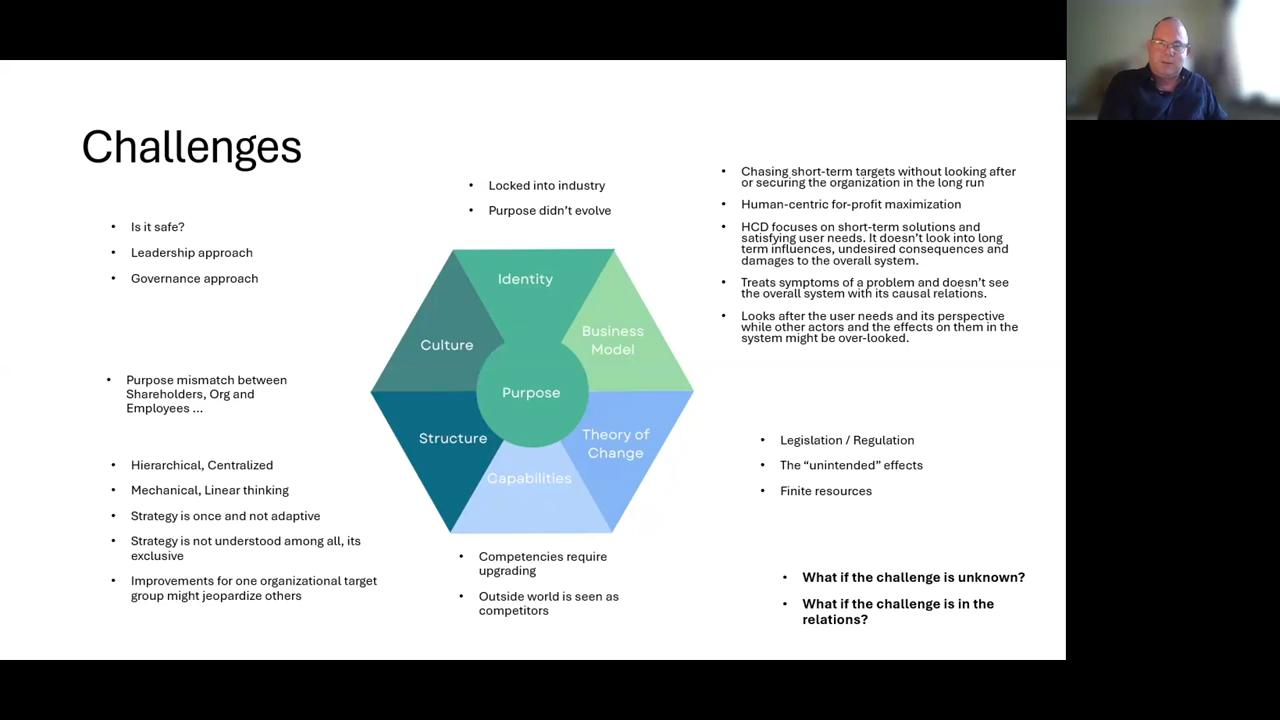 Challenges
• Locked into industry
• Purpose didn't evolve
• Is it safe?
• Leadership approach
• Governance approach
• Chasing short-term targets without looking after
or securing the organization in the long run
• Human-centric for-profit maximization
• HCD focuses on short-term solutions and
satisfying user needs. It doesn't look into long
term influences, undesired consequences and
damages to the overall system.
• Treats symptoms of a problem and doesn't see
the overall system with its causal relations.
• Looks after the user needs and its perspective
while other actors and the effects on them in the
system might be over-looked.
Identity
Business
Model
Culture
Purpose
Structure
Theory of
Change
Capabilities
• Purpose mismatch between
Shareholders, Org and
Employees ...
• Hierarchical, Centralized
• Mechanical, Linear thinking
• Strategy is once and not adaptive
• Strategy is not understood among all, its
exclusive
• Improvements for one organizational target
group might jeopardize others
• Legislation / Regulation
• The “unintended” effects
• Finite resources
• Competencies require
upgrading
• Outside world is seen as
competitors
• What if the challenge is unknown?
• What if the challenge is in the
relations?